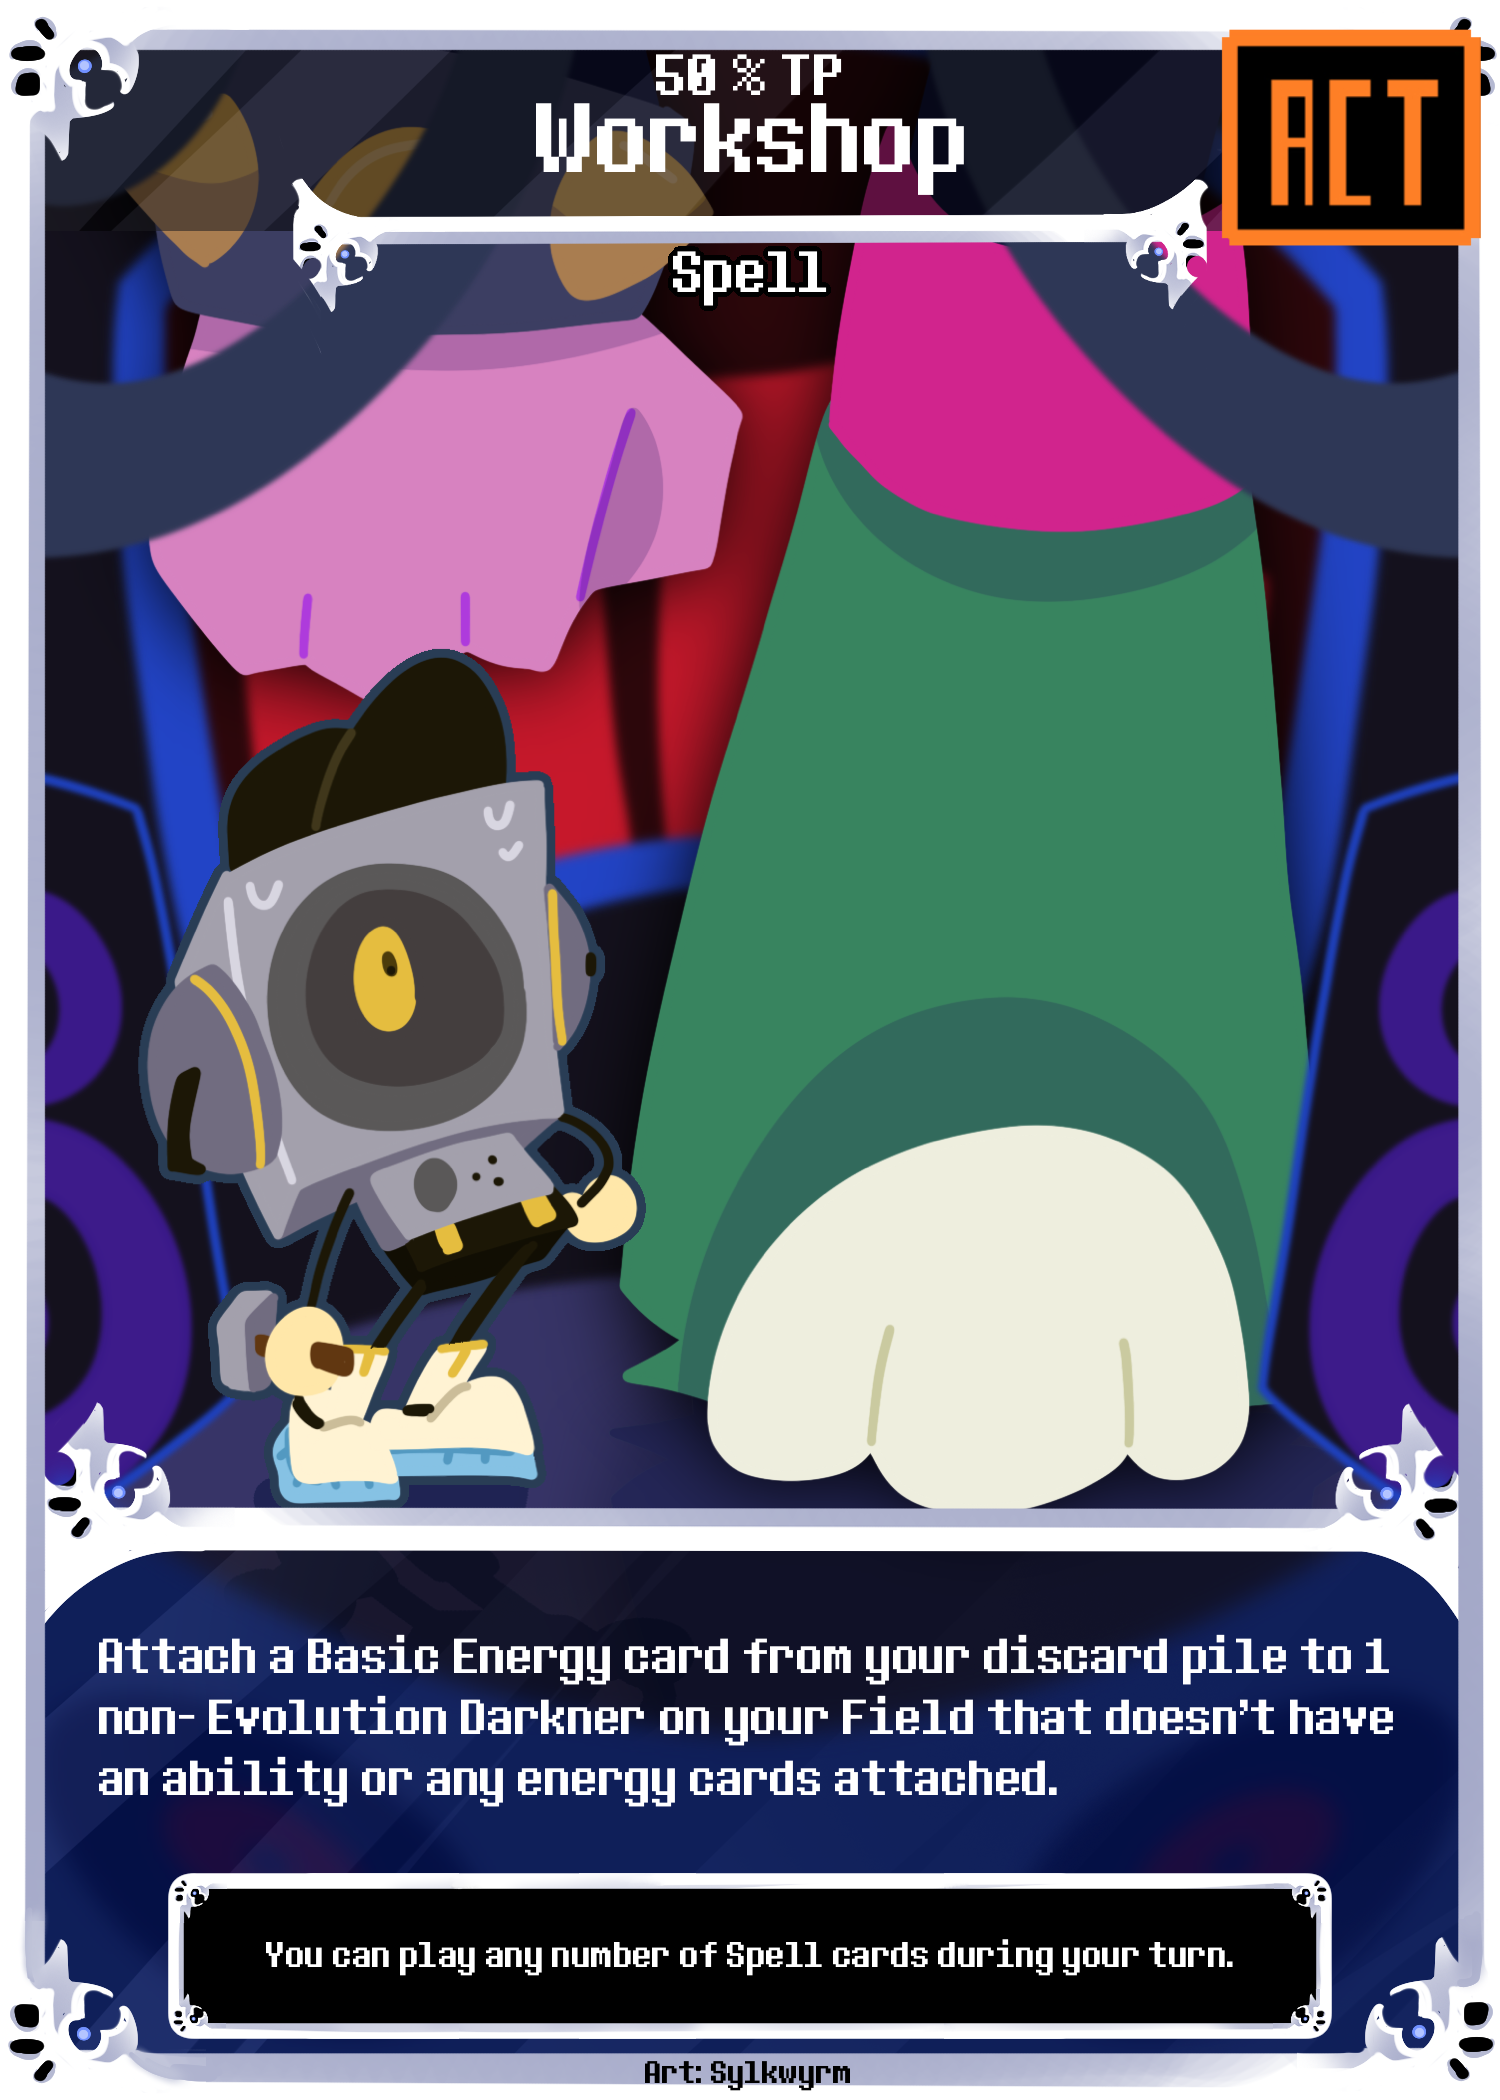 50 % TP
Workshop
ACT
Spell
Attach a Basic Energy card from your discard pile to 1
non- Evolution Darkner on your Field that doesn't have
an ability or any energy cards attached.
You can play any number of Spell cards during your turn.
Art: Sylkwyrm